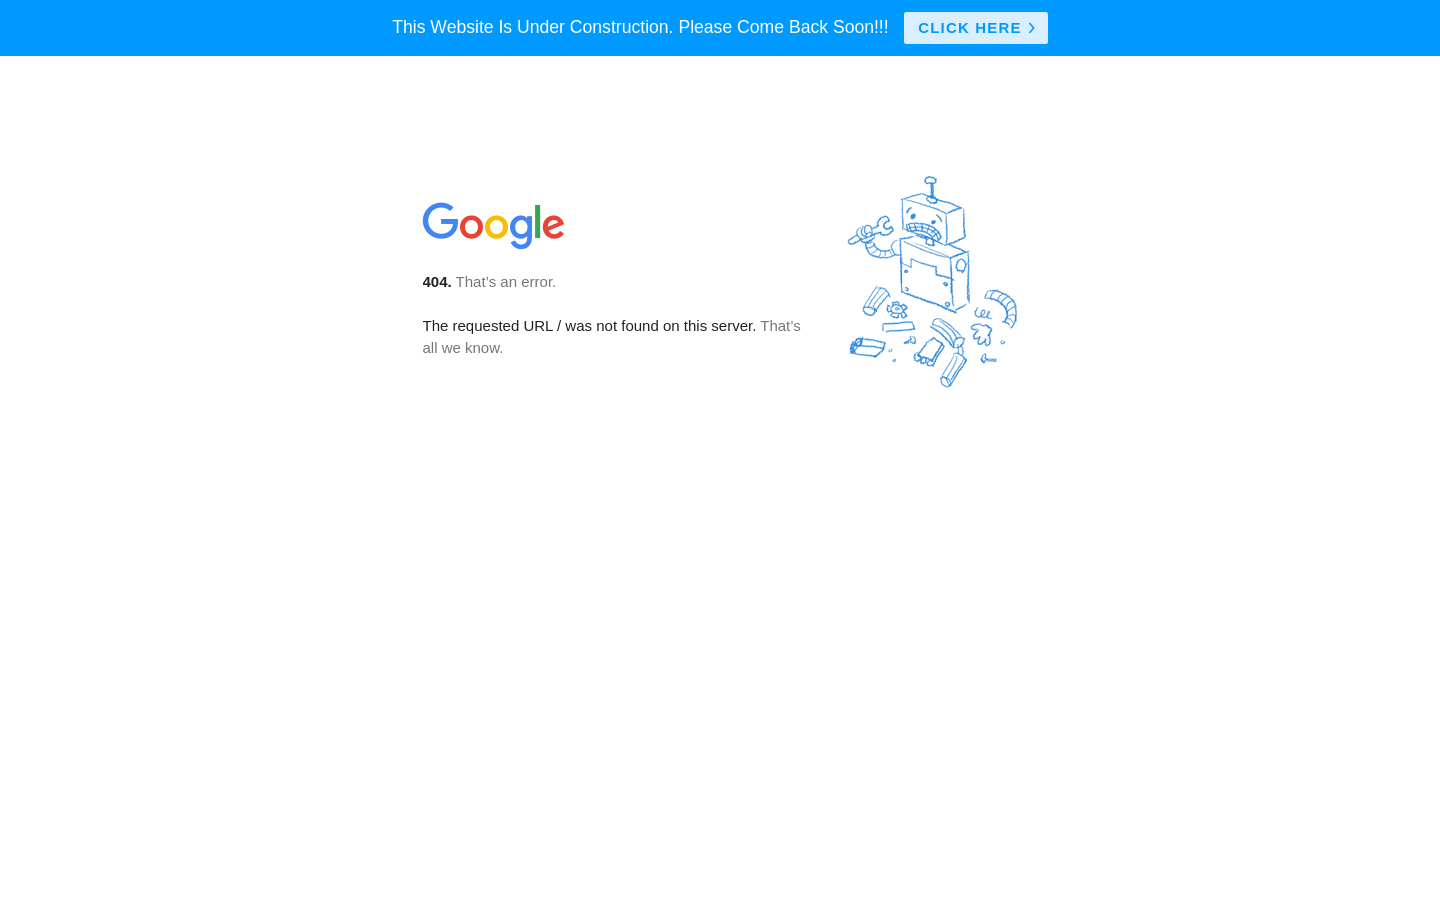 This Website Is Under Construction. Please Come Back Soon!!! CLICK HERE
Google
404. That’s an error.
The requested URL / was not found on this server. That’s
all we know.